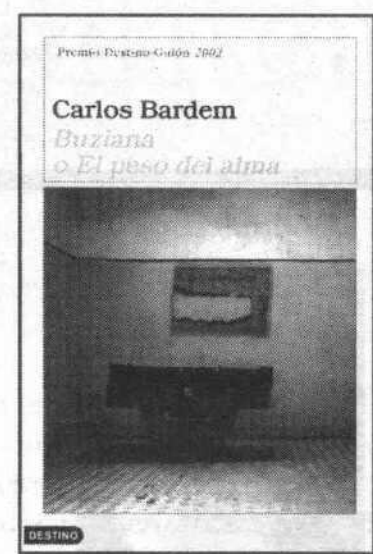 Premio Destino-Guión 2002
Carlos Bardem
Buziana
o El peso del alma
DESTINO